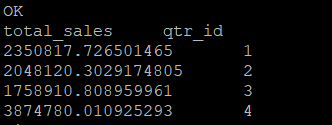 OK
total_sales     qtr_id
2350817.726501465       1
2048120.3029174805      2
1758910.808959961       3
3874780.010925293       4